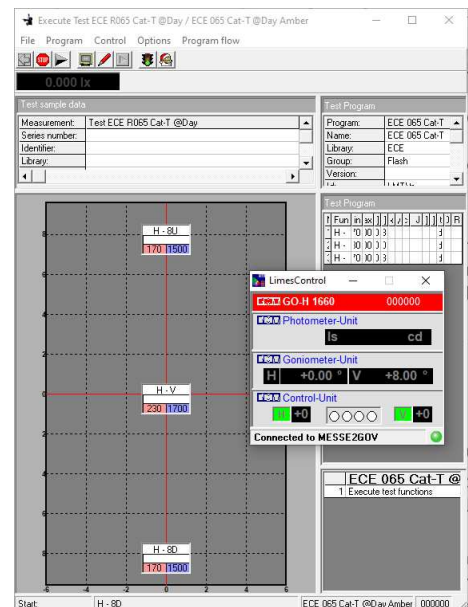 Execute Test ECE R065 Cat-T @Day / ECE 065 Cat-T @Day Amber
File Program Control Options Program flow
0.000 lx
Test sample data
Measurement: Test ECE R065 Cat-T @Day
Series number:
Identifier:
Library:
Test Program
Program: ECE 065 Cat-T
Name: ECE 065 Cat-T
Library: ECE
Group: Flash
Version:
Test Program
H - 8U
170 1500
H - V
230 1700
H - 8D
170 1500
8
6
4
2
0
2
4
6
8
-6 -4 -2 0 2 4 6
LimesControl
GO-H 1660 000000
Photometer-Unit
ls cd
Goniometer-Unit
H +0.00 ° V +8.00 °
Control-Unit
H +0 V +0
Connected to MESSE2GOV
ECE 065 Cat-T @
1 Execute test functions
Start: H - 8D ECE 065 Cat-T @Day Amber 000000